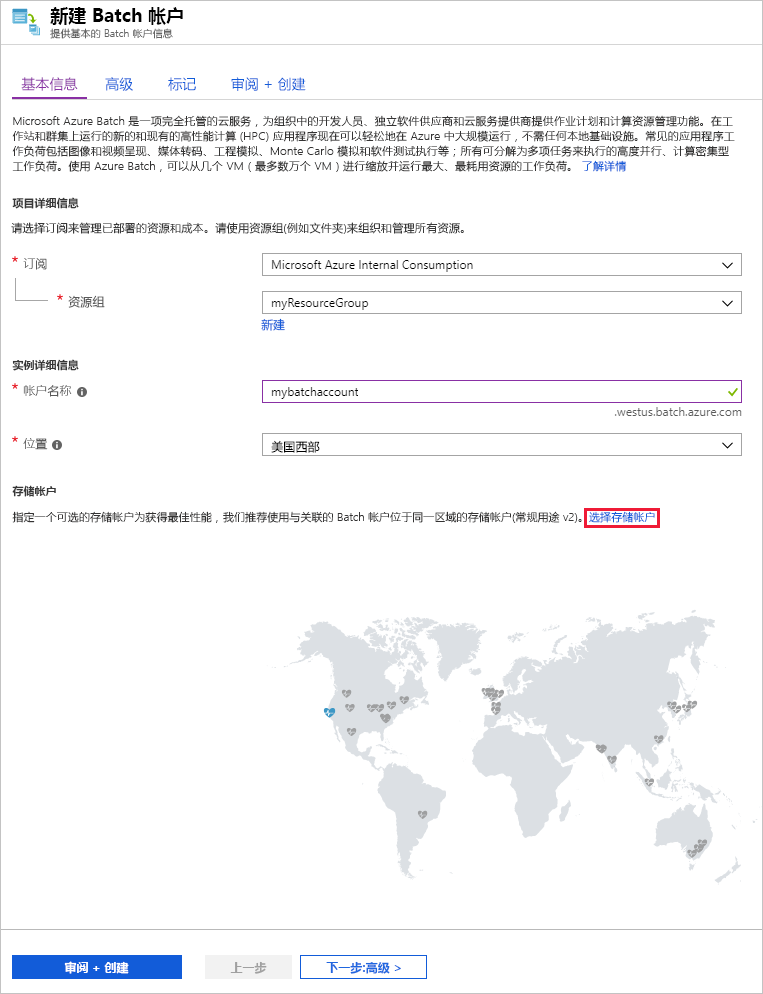 新建 Batch 帐户
提供基本的 Batch 帐户信息
基本信息 高级 标记 审阅 + 创建
Microsoft Azure Batch 是一项完全托管的云服务，为组织中的开发人员、独立软件供应商和云服务提供商提供作业计划和计算资源管理功能。在工
作站和群集上运行的新的和现有的高性能计算 (HPC) 应用程序现在可以轻松地在 Azure 中大规模运行，不需任何本地基础设施。常见的应用程序工
作负荷包括图像和视频呈现、媒体转码、工程模拟、Monte Carlo 模拟和软件测试执行等；所有可分解为多项任务来执行的高度并行、计算密集型
工作负荷。使用 Azure Batch，可以从几个 VM（最多数万个 VM）进行缩放并运行最大、最耗用资源的工作负荷。 了解详情
项目详细信息
请选择订阅来管理已部署的资源和成本。请使用资源组(例如文件夹)来组织和管理所有资源。
* 订阅 Microsoft Azure Internal Consumption
* 资源组 myResourceGroup
新建
实例详细信息
* 帐户名称 mybatchaccount
.westus.batch.azure.com
* 位置 美国西部
存储帐户
指定一个可选的存储帐户为获得最佳性能，我们推荐使用与关联的 Batch 帐户位于同一区域的存储帐户(常规用途 v2)。选择存储帐户
审阅 + 创建 上一步 下一步:高级 >